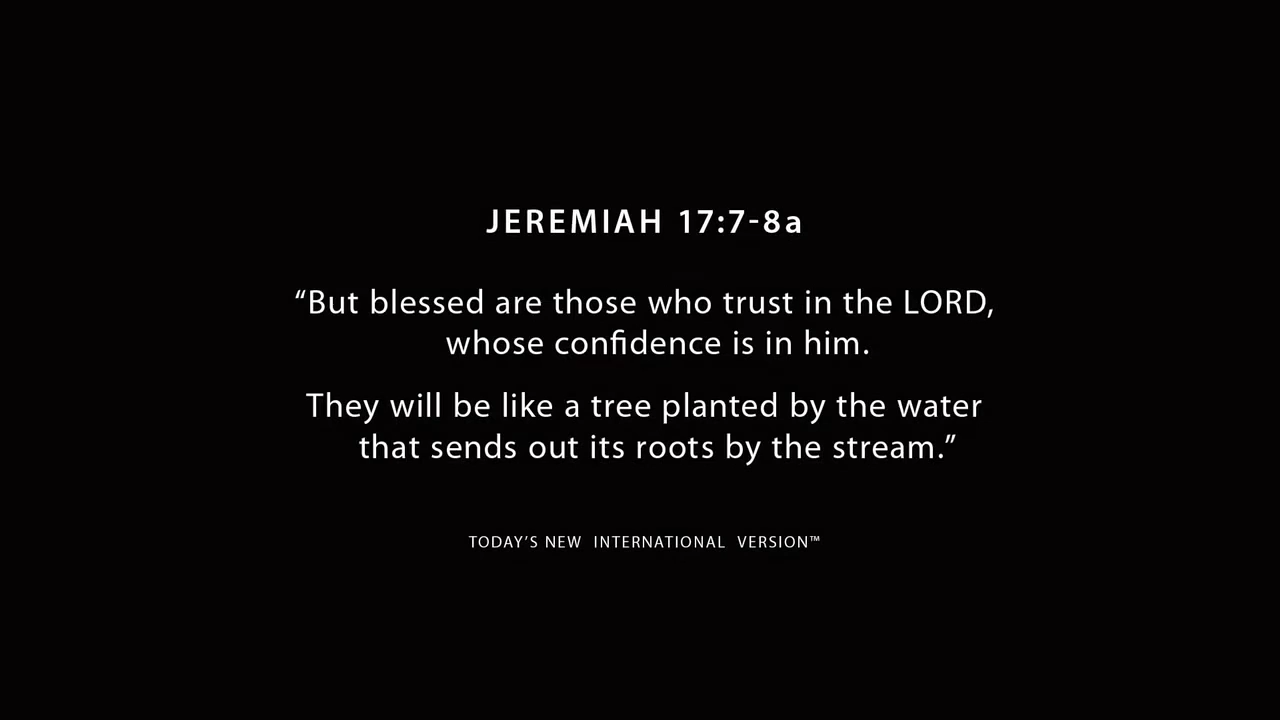 JEREMIAH 17:7-8a
“But blessed are those who trust in the LORD,
whose confidence is in him.
They will be like a tree planted by the water
that sends out its roots by the stream.”
TODAY’S NEW INTERNATIONAL VERSION™